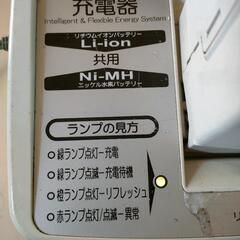 充電器
Intelligent & Flexible Energy System
リチウムイオンバッテリー
Li-ion
共用
Ni-MH
ニッケル水素バッテリー
ランプの見方
•緑ランプ点灯−充電
•緑ランプ点滅−充電待機
•橙ランプ点灯−リフレッシュ
•赤ランプ点灯/点滅−異常
リ